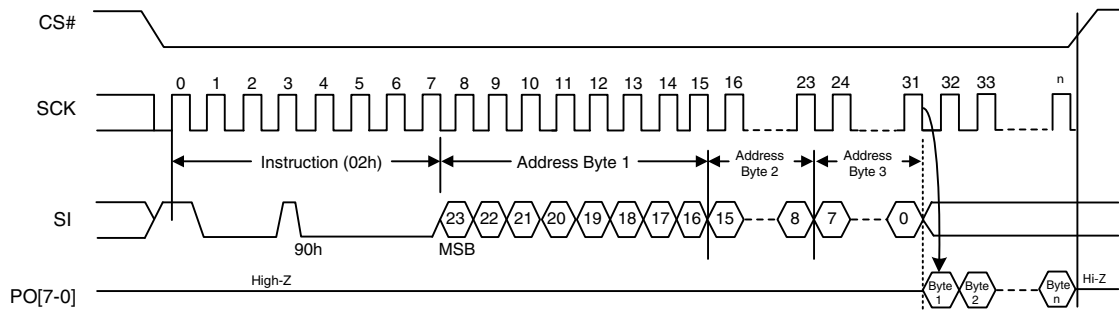 CS#
0 1 2 3 4 5 6 7 8 9 10 11 12 13 14 15 16 23 24 31 32 33 n
SCK
Instruction (02h) Address Byte 1 Address Byte 2 Address Byte 3
SI
23 22 21 20 19 18 17 16 15 8 7 0
90h MSB
High-Z Hi-Z
PO[7-0]
Byte 1 Byte 2 Byte n